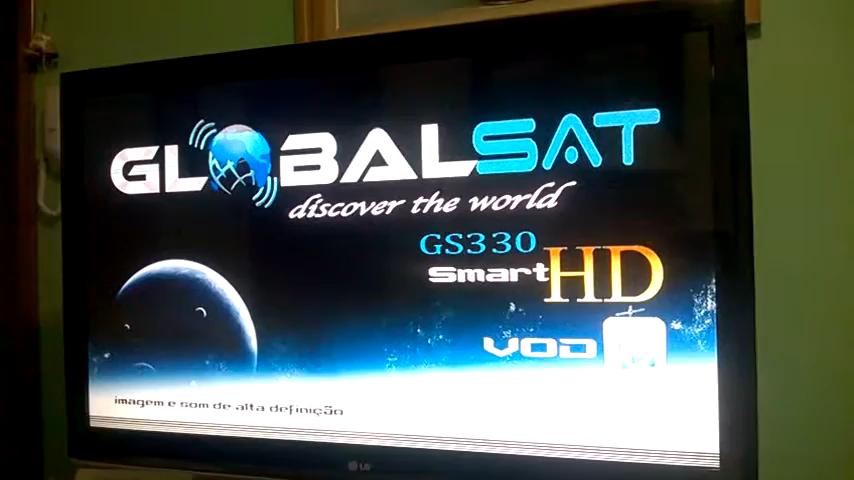 GLOBALSAT
discover the world
GS330
Smart HD
VOD
imagem e som de alta definição
LG